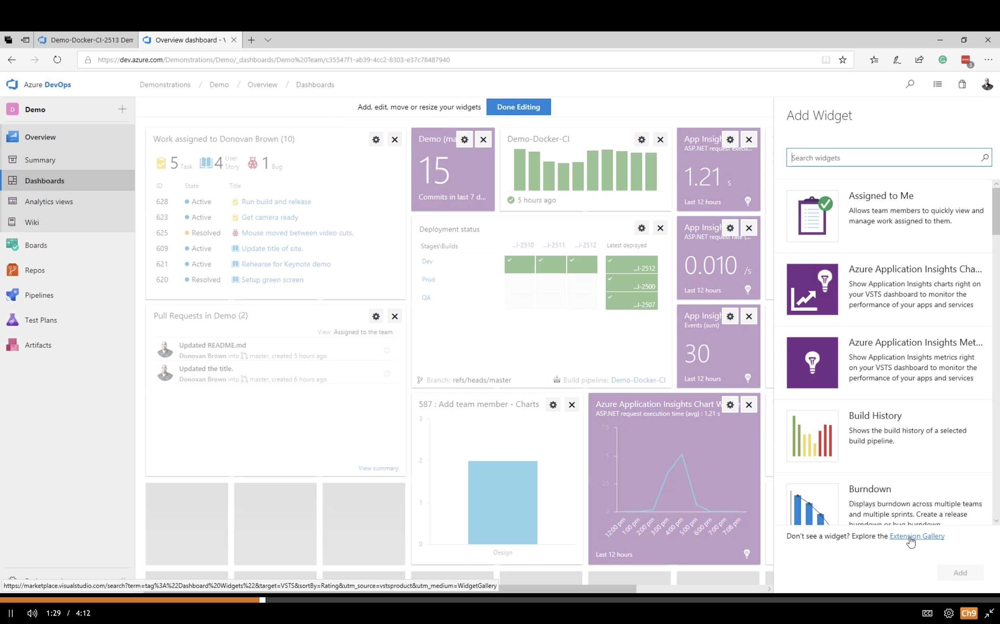 Demo-Docker-CI-2513 Dem
Overview dashboard - V
https://dev.azure.com/Demonstrations/Demo/_dashboards/Demo%20Team/c35547f1-ab39-4cc2-8303-e37c78487940
3
Azure DevOps
Demonstrations / Demo / Overview / Dashboards
D Demo
Overview
Summary
Dashboards
Analytics views
Wiki
Boards
Repos
Pipelines
Test Plans
Artifacts
Add, edit, move or resize your widgets Done Editing
Work assigned to Donovan Brown (10)
5 Task 4 User Story 1 Bug
ID State Title
628 Active Run build and release
623 Active Get camera ready
625 Resolved Mouse moved between video cuts.
609 Active Update title of site.
621 Active Rehearse for Keynote demo
620 Resolved Setup green screen
Pull Requests in Demo (2)
View Assigned to the team
Updated README.md
Donovan Brown into master, created 5 hours ago
Updated the title.
Donovan Brown into master, created 6 hours ago
View summary
Demo (ma
15
Commits in last 7 d...
Demo-Docker-CI
5 hours ago
Deployment status
Stages\Builds ...I-2510 ...I-2511 ...I-2512 Latest deployed
Dev ...I-2512
Prod ...I-2500
QA ...I-2507
Branch: refs/heads/master Build pipeline: Demo-Docker-CI
App Insigh
ASP.NET request execu...
1.21 s
Last 12 hours
App Insigh
ASP.NET request rate (...
0.010 /s
Last 12 hours
App Insigh
Events (sum)
30
Last 12 hours
587 : Add team member - Charts
3
2
1
0
Design
Azure Application Insights Chart W
ASP.NET request execution time (avg) : 1.21 s
7.5
5
2.5
0
12:00 pm 1:00 pm 2:00 pm 3:00 pm 4:00 pm 5:00 pm 6:00 pm 7:00 pm 7:08 pm
Last 12 hours
Add Widget
Search widgets
Assigned to Me
Allows team members to quickly view and
manage work assigned to them.
Azure Application Insights Cha...
Show Application Insights charts right on
your VSTS dashboard to monitor the
performance of your apps and services
Azure Application Insights Met...
Show Application Insights metrics right
on your VSTS dashboard to monitor the
performance of your apps and services
Build History
Shows the build history of a selected
build pipeline.
Burndown
Displays burndown across multiple teams
and multiple sprints. Create a release
burndown or bug burndown
Don't see a widget? Explore the Extension Gallery
Add
https://marketplace.visualstudio.com/search?term=tag%3A%22Dashboard%20Widgets%22&target=VSTS&sortBy=Rating&utm_source=vstsproduct&utm_medium=WidgetGallery
1:29 / 4:12
CC Ch9